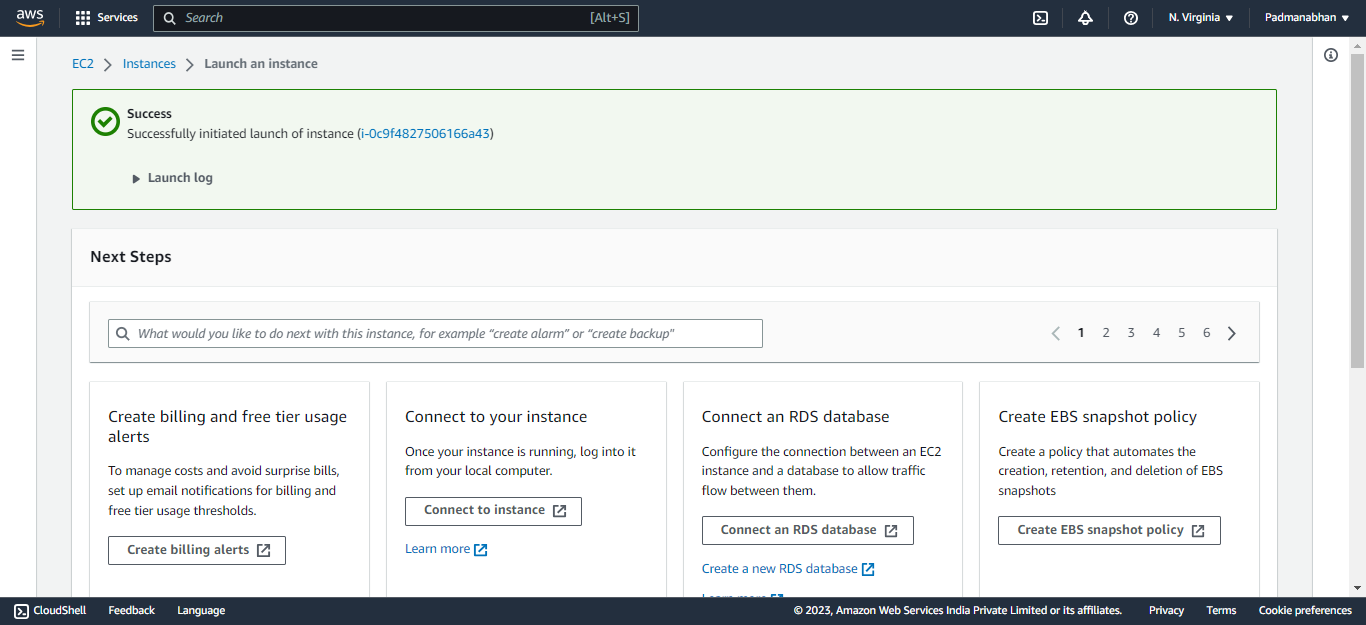 aws
Services
Search
[Alt+S]
N. Virginia
Padmanabhan
EC2
Instances
Launch an instance
Success
Successfully initiated launch of instance (i-0c9f4827506166a43)
Launch log
Next Steps
What would you like to do next with this instance, for example “create alarm” or “create backup”
1 2 3 4 5 6
Create billing and free tier usage
alerts
To manage costs and avoid surprise bills,
set up email notifications for billing and
free tier usage thresholds.
Create billing alerts
Connect to your instance
Once your instance is running, log into it
from your local computer.
Connect to instance
Learn more
Connect an RDS database
Configure the connection between an EC2
instance and a database to allow traffic
flow between them.
Connect an RDS database
Create a new RDS database
Learn more
Create EBS snapshot policy
Create a policy that automates the
creation, retention, and deletion of EBS
snapshots
Create EBS snapshot policy
CloudShell
Feedback
Language
© 2023, Amazon Web Services India Private Limited or its affiliates.
Privacy
Terms
Cookie preferences